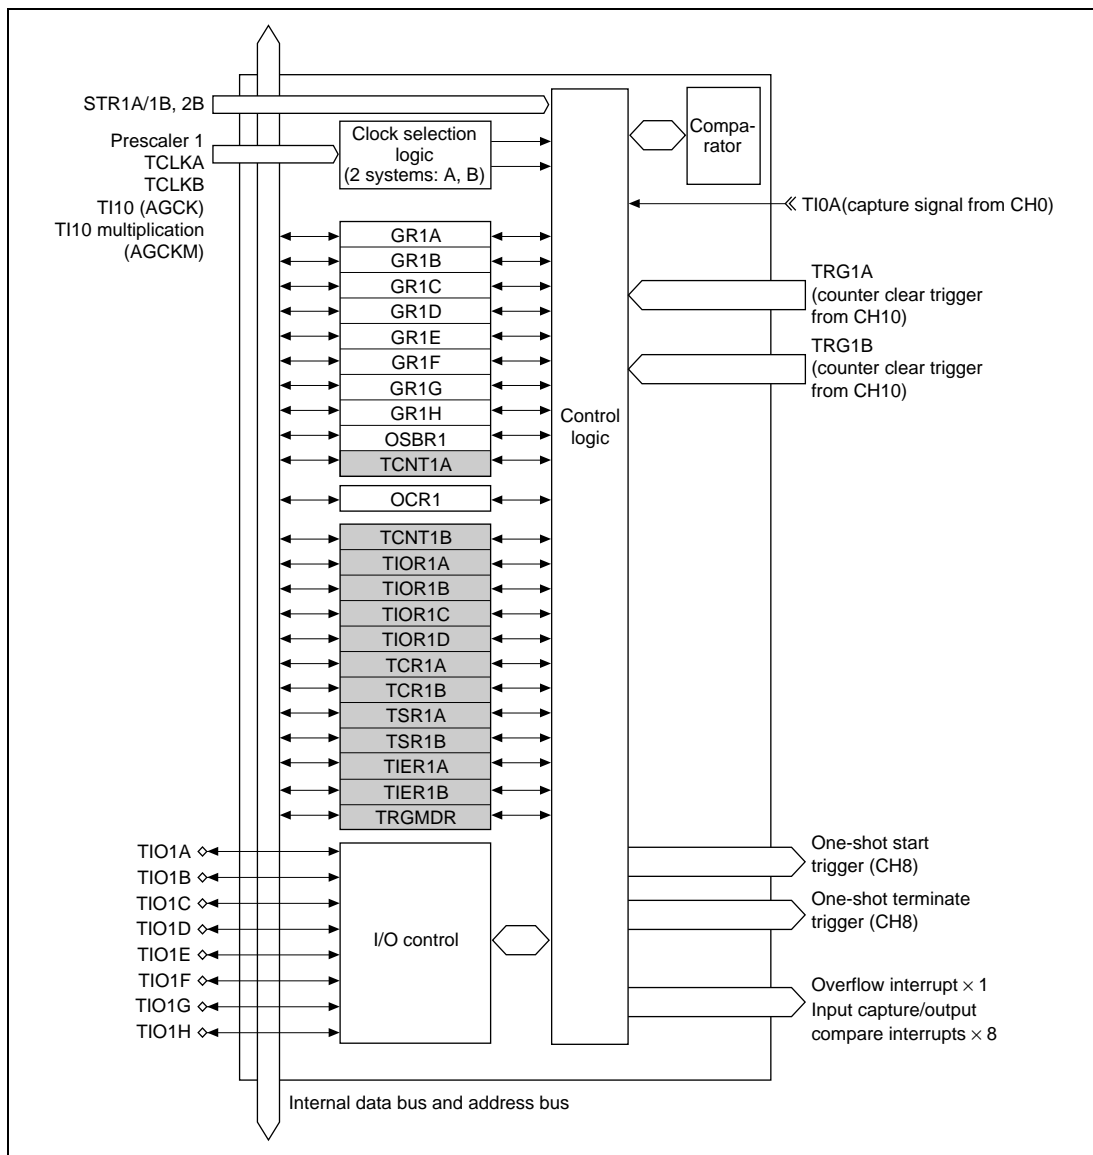 STR1A/1B, 2B
Prescaler 1
TCLKA
TCLKB
TI10 (AGCK)
TI10 multiplication
(AGCKM)
Clock selection
logic
(2 systems: A, B)
Compa-
rator
TI0A(capture signal from CH0)
TRG1A
(counter clear trigger
from CH10)
TRG1B
(counter clear trigger
from CH10)
Control
logic
GR1A
GR1B
GR1C
GR1D
GR1E
GR1F
GR1G
GR1H
OSBR1
TCNT1A
OCR1
TCNT1B
TIOR1A
TIOR1B
TIOR1C
TIOR1D
TCR1A
TCR1B
TSR1A
TSR1B
TIER1A
TIER1B
TRGMDR
TIO1A
TIO1B
TIO1C
TIO1D
TIO1E
TIO1F
TIO1G
TIO1H
I/O control
One-shot start
trigger (CH8)
One-shot terminate
trigger (CH8)
Overflow interrupt × 1
Input capture/output
compare interrupts × 8
Internal data bus and address bus